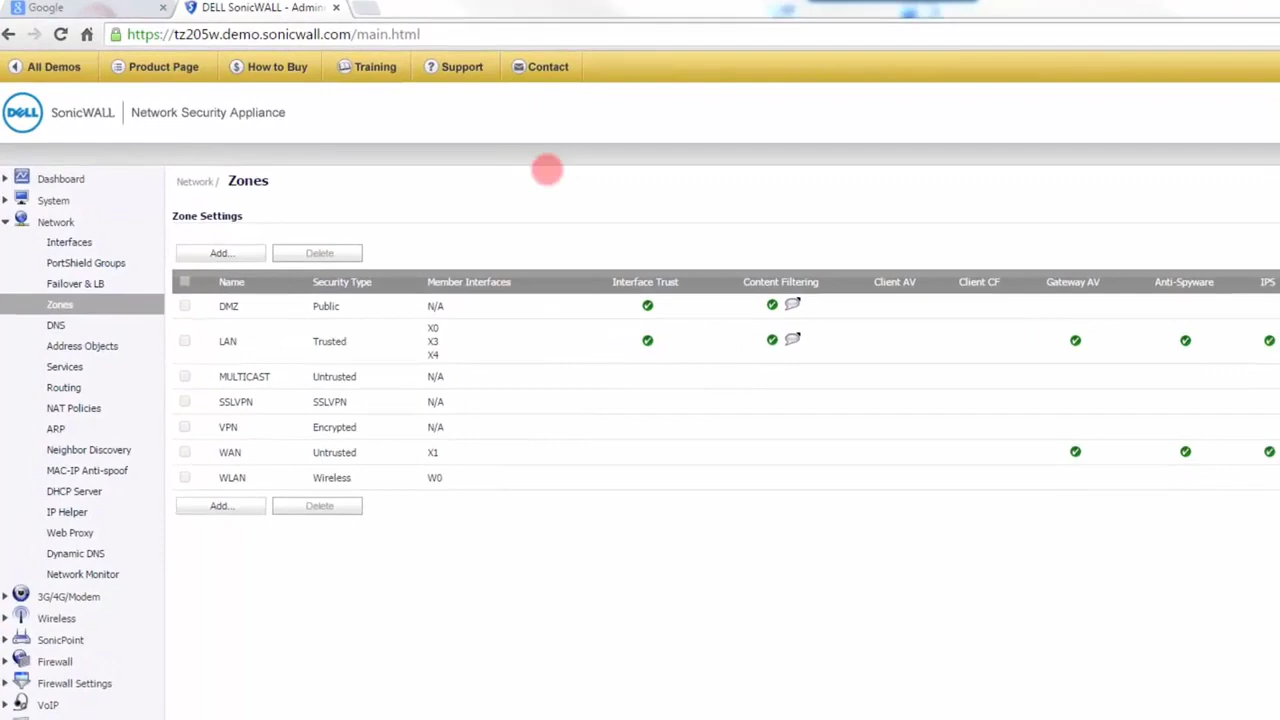 Google
DELL SonicWALL - Admin
https://tz205w.demo.sonicwall.com/main.html
All Demos
Product Page
How to Buy
Training
Support
Contact
DELL SonicWALL | Network Security Appliance
Dashboard
System
Network
Interfaces
PortShield Groups
Failover & LB
Zones
DNS
Address Objects
Services
Routing
NAT Policies
ARP
Neighbor Discovery
MAC-IP Anti-spoof
DHCP Server
IP Helper
Web Proxy
Dynamic DNS
Network Monitor
3G/4G/Modem
Wireless
SonicPoint
Firewall
Firewall Settings
VoIP
Network / Zones
Zone Settings
Add... Delete
Name Security Type Member Interfaces Interface Trust Content Filtering Client AV Client CF Gateway AV Anti-Spyware IPS
DMZ Public N/A
LAN Trusted X0 X3 X4
MULTICAST Untrusted N/A
SSLVPN SSLVPN N/A
VPN Encrypted N/A
WAN Untrusted X1
WLAN Wireless W0
Add... Delete